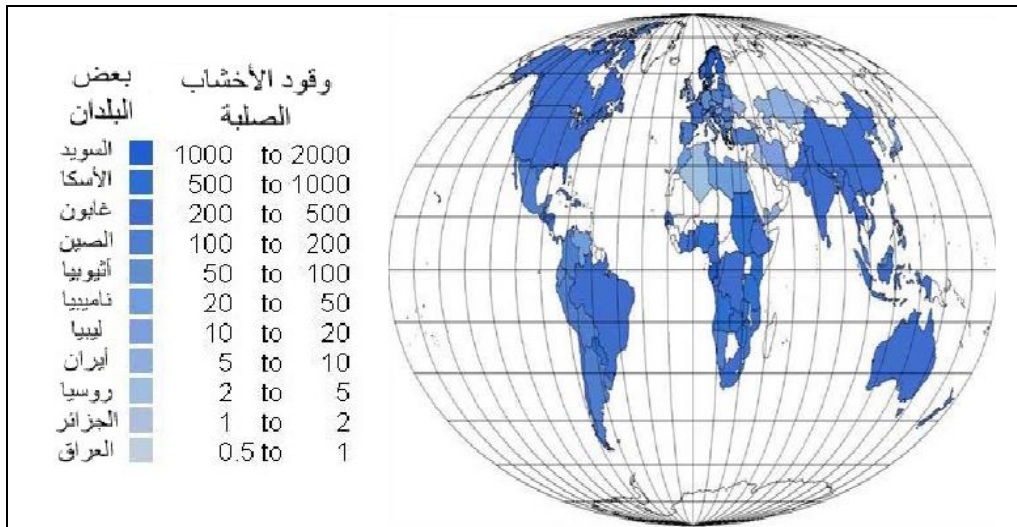 بعض وقود الأخشاب
البلدان الصلبة
السويد 1000 to 2000
الأسكا 500 to 1000
غابون 200 to 500
الصين 100 to 200
أثيوبيا 50 to 100
ناميبيا 20 to 50
ليبيا 10 to 20
أيران 5 to 10
روسيا 2 to 5
الجزائر 1 to 2
العراق 0.5 to 1